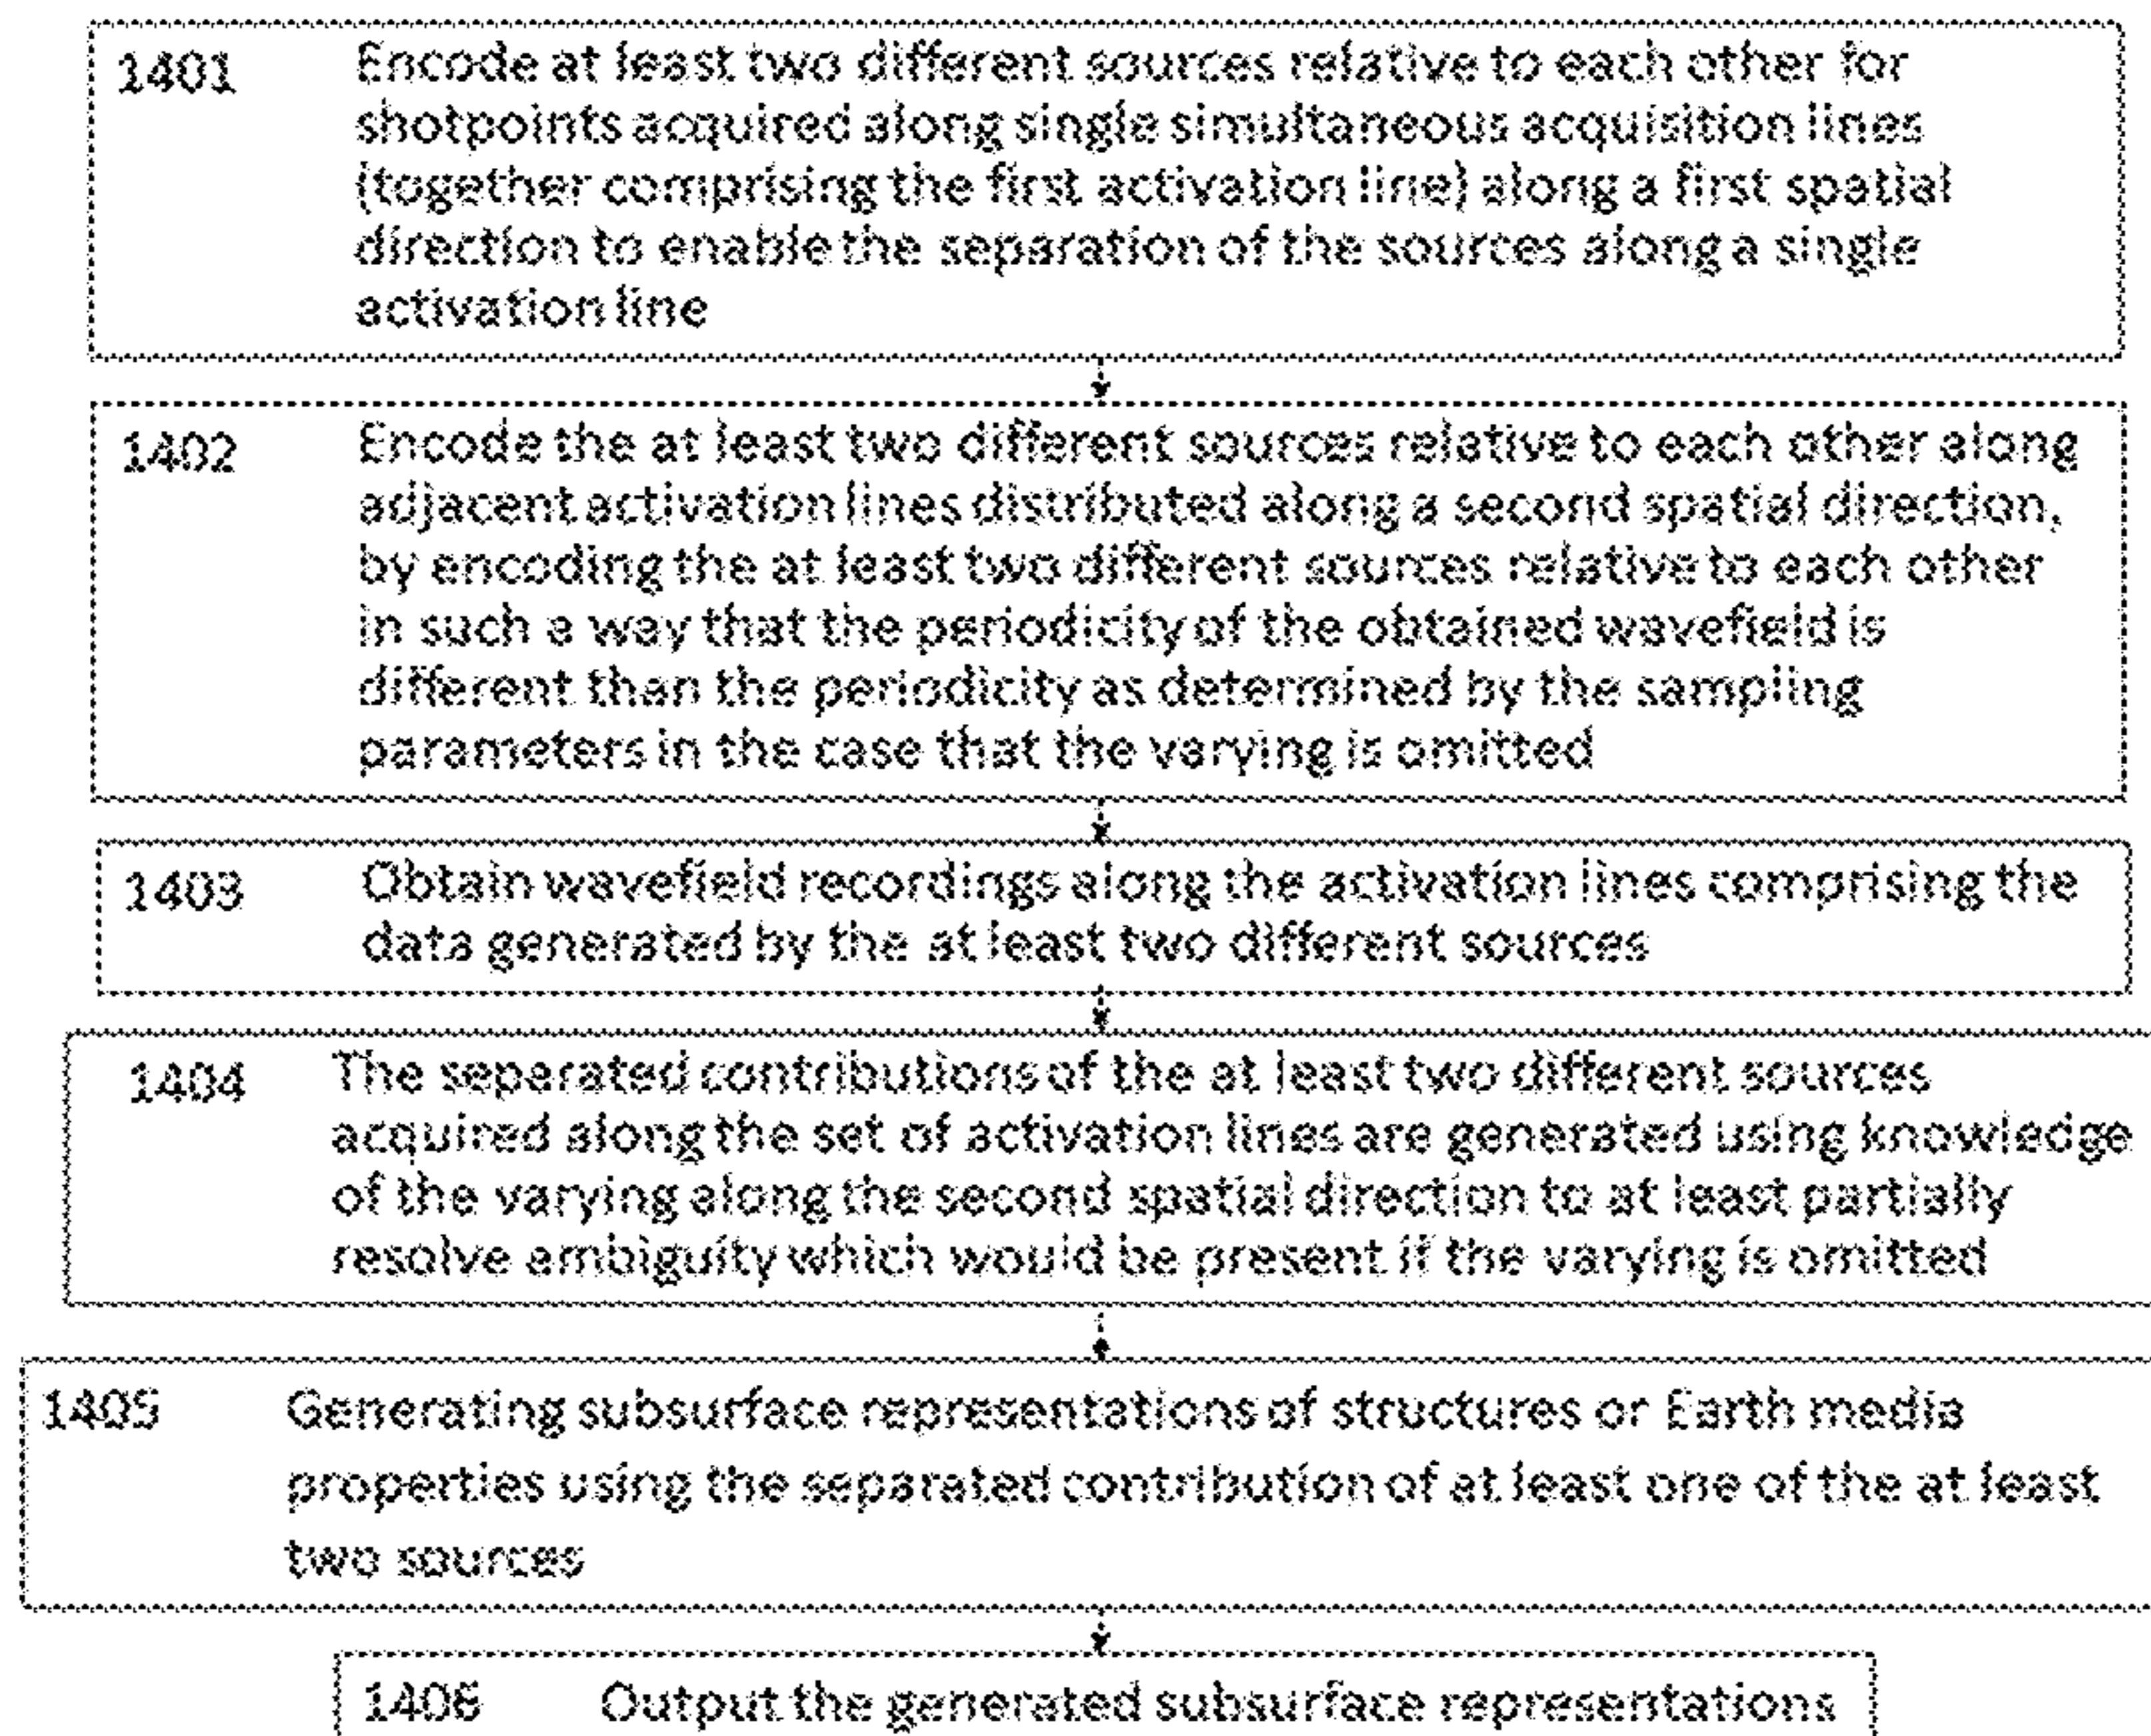 1401 Encode at least two different sources relative to each other for
shotpoints acquired along single simultaneous acquisition lines
(together comprising the first activation line) along a first spatial
direction to enable the separation of the sources along a single
activation line
1402 Encode the at least two different sources relative to each other along
adjacent activation lines distributed along a second spatial direction,
by encoding the at least two different sources relative to each other
in such a way that the periodicity of the obtained wavefield is
different than the periodicity as determined by the sampling
parameters in the case that the varying is omitted
1403 Obtain wavefield recordings along the activation lines comprising the
data generated by the at least two different sources
1404 The separated contributions of the at least two different sources
acquired along the set of activation lines are generated using knowledge
of the varying along the second spatial direction to at least partially
resolve ambiguity which would be present if the varying is omitted
1405 Generating subsurface representations of structures or Earth media
properties using the separated contribution of at least one of the at least
two sources
1406 Output the generated subsurface representations